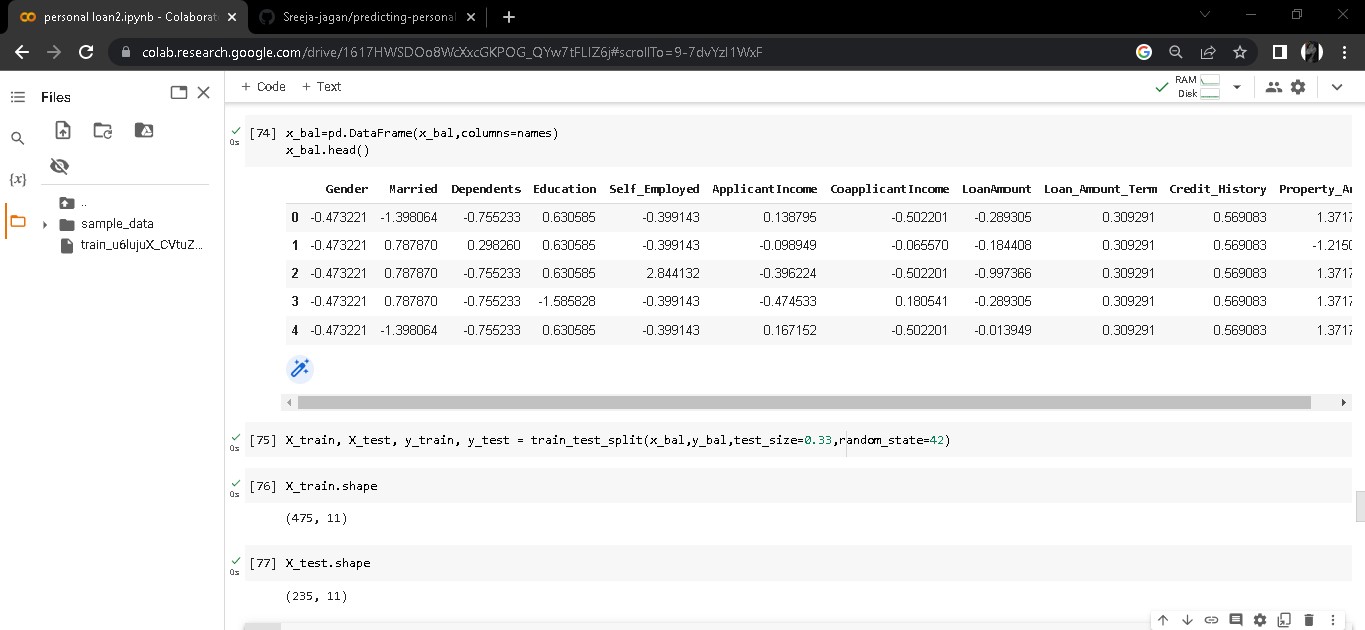 personal loan2.ipynb - Colaborat
Sreeja-jagan/predicting-personal
colab.research.google.com/drive/1617HWSDOo8WcXxcGKPOG_QYw7tFLIZ6j#scrollTo=9-7dvYzI1WxF
Files
+ Code + Text
RAM
Disk
{x}
..
sample_data
train_u6lujuX_CVtuZ...
[74] x_bal=pd.DataFrame(x_bal,columns=names)
0s
x_bal.head()
Gender Married Dependents Education Self_Employed ApplicantIncome CoapplicantIncome LoanAmount Loan_Amount_Term Credit_History Property_Ar
0 -0.473221 -1.398064 -0.755233 0.630585 -0.399143 0.138795 -0.502201 -0.289305 0.309291 0.569083 1.3717
1 -0.473221 0.787870 0.298260 0.630585 -0.399143 -0.098949 -0.065570 -0.184408 0.309291 0.569083 -1.2150
2 -0.473221 0.787870 -0.755233 0.630585 2.844132 -0.396224 -0.502201 -0.997366 0.309291 0.569083 1.3717
3 -0.473221 0.787870 -0.755233 -1.585828 -0.399143 -0.474533 0.180541 -0.289305 0.309291 0.569083 1.3717
4 -0.473221 -1.398064 -0.755233 0.630585 -0.399143 0.167152 -0.502201 -0.013949 0.309291 0.569083 1.3717
[75] X_train, X_test, y_train, y_test = train_test_split(x_bal,y_bal,test_size=0.33,random_state=42)
0s
[76] X_train.shape
0s
(475, 11)
[77] X_test.shape
0s
(235, 11)